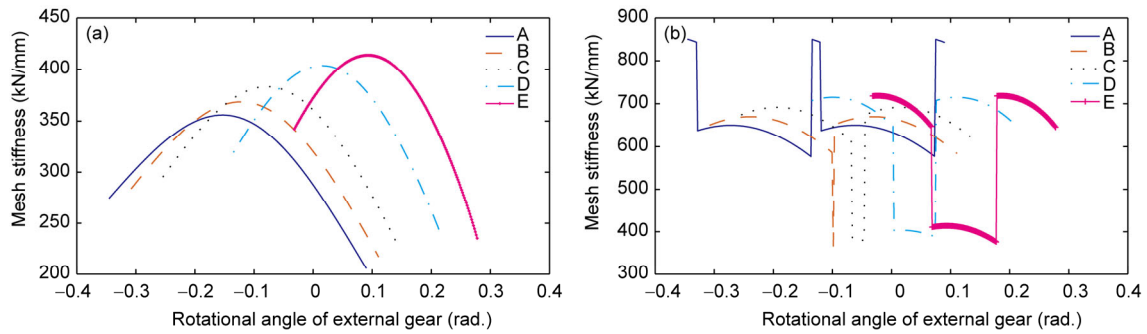 (a)
A
B
C
D
E
Mesh stiffness (kN/mm)
450
400
350
300
250
200
−0.4 −0.3 −0.2 −0.1 0 0.1 0.2 0.3 0.4
Rotational angle of external gear (rad.)
(b)
A
B
C
D
E
Mesh stiffness (kN/mm)
900
800
700
600
500
400
300
−0.4 −0.3 −0.2 −0.1 0 0.1 0.2 0.3 0.4
Rotational angle of external gear (rad.)